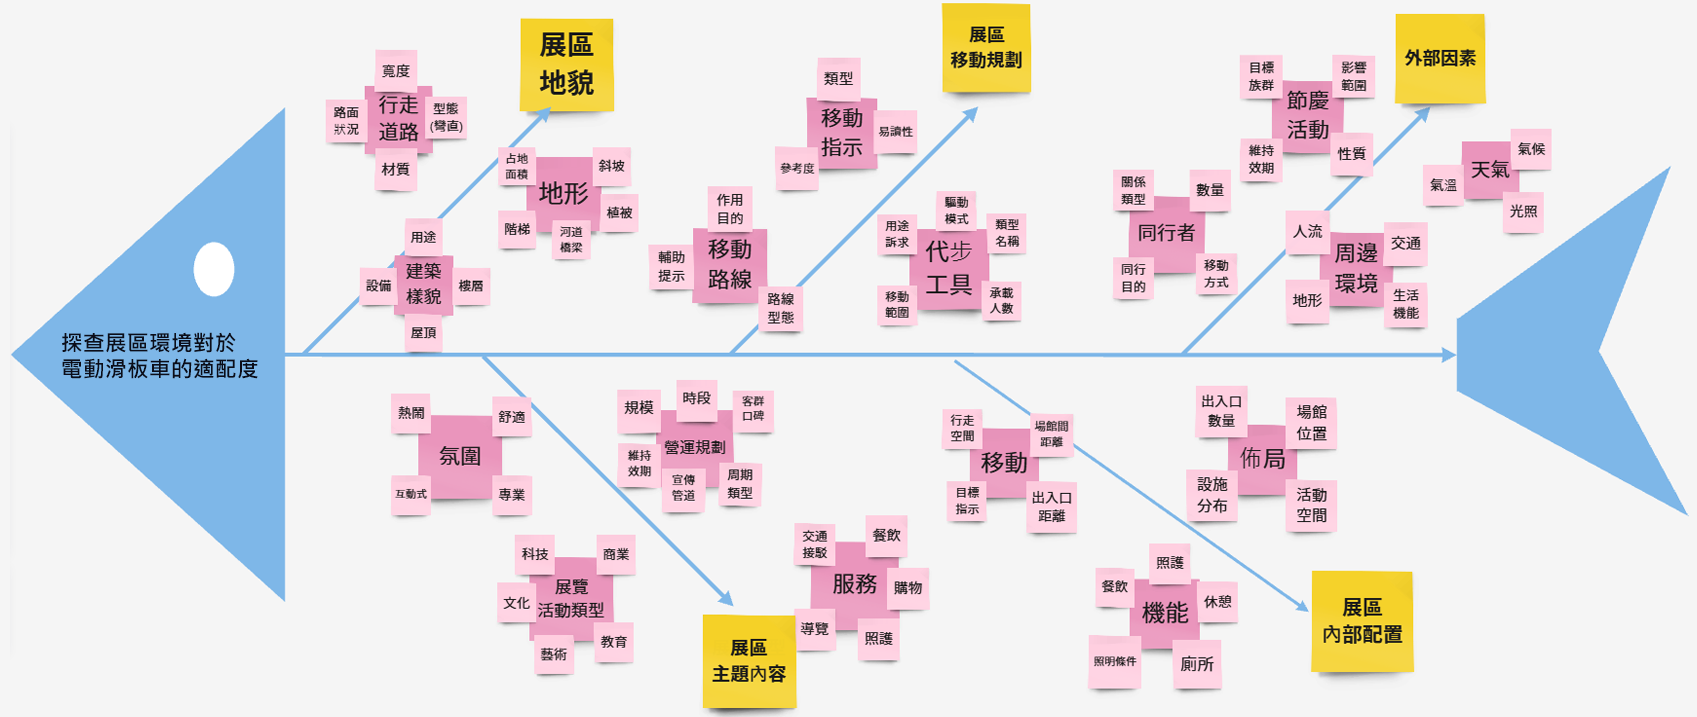 探查展區環境對於
電動滑板車的適配度
展區
地貌
寬度
行走
道路
路面
狀況
型態
(彎直)
材質
占地
面積
斜坡
地形
階梯
植被
河道
橋梁
用途
建築
樣貌
設備
樓層
屋頂
展區
移動規劃
類型
移動
指示
易讀性
參考度
作用
目的
移動
路線
輔助
提示
路線
型態
驅動
模式
用途
訴求
類型
名稱
代步
工具
移動
範圍
承載
人數
外部因素
目標
族群
影響
範圍
節慶
活動
維持
效期
性質
天氣
氣候
氣溫
光照
關係
類型
數量
同行者
同行
目的
移動
方式
人流
交通
周邊
環境
地形
生活
機能
熱鬧
舒適
氛圍
互動式
專業
規模
時段
客群
口碑
營運規劃
維持
效期
宣傳
管道
周期
類型
科技
商業
展覽
活動類型
文化
教育
藝術
交通
接駁
餐飲
服務
購物
導覽
照護
展區
主題內容
行走
空間
場館間
距離
移動
目標
指示
出入口
距離
出入口
數量
場館
位置
佈局
設施
分布
活動
空間
照護
餐飲
休憩
機能
照明條件
廁所
展區
內部配置